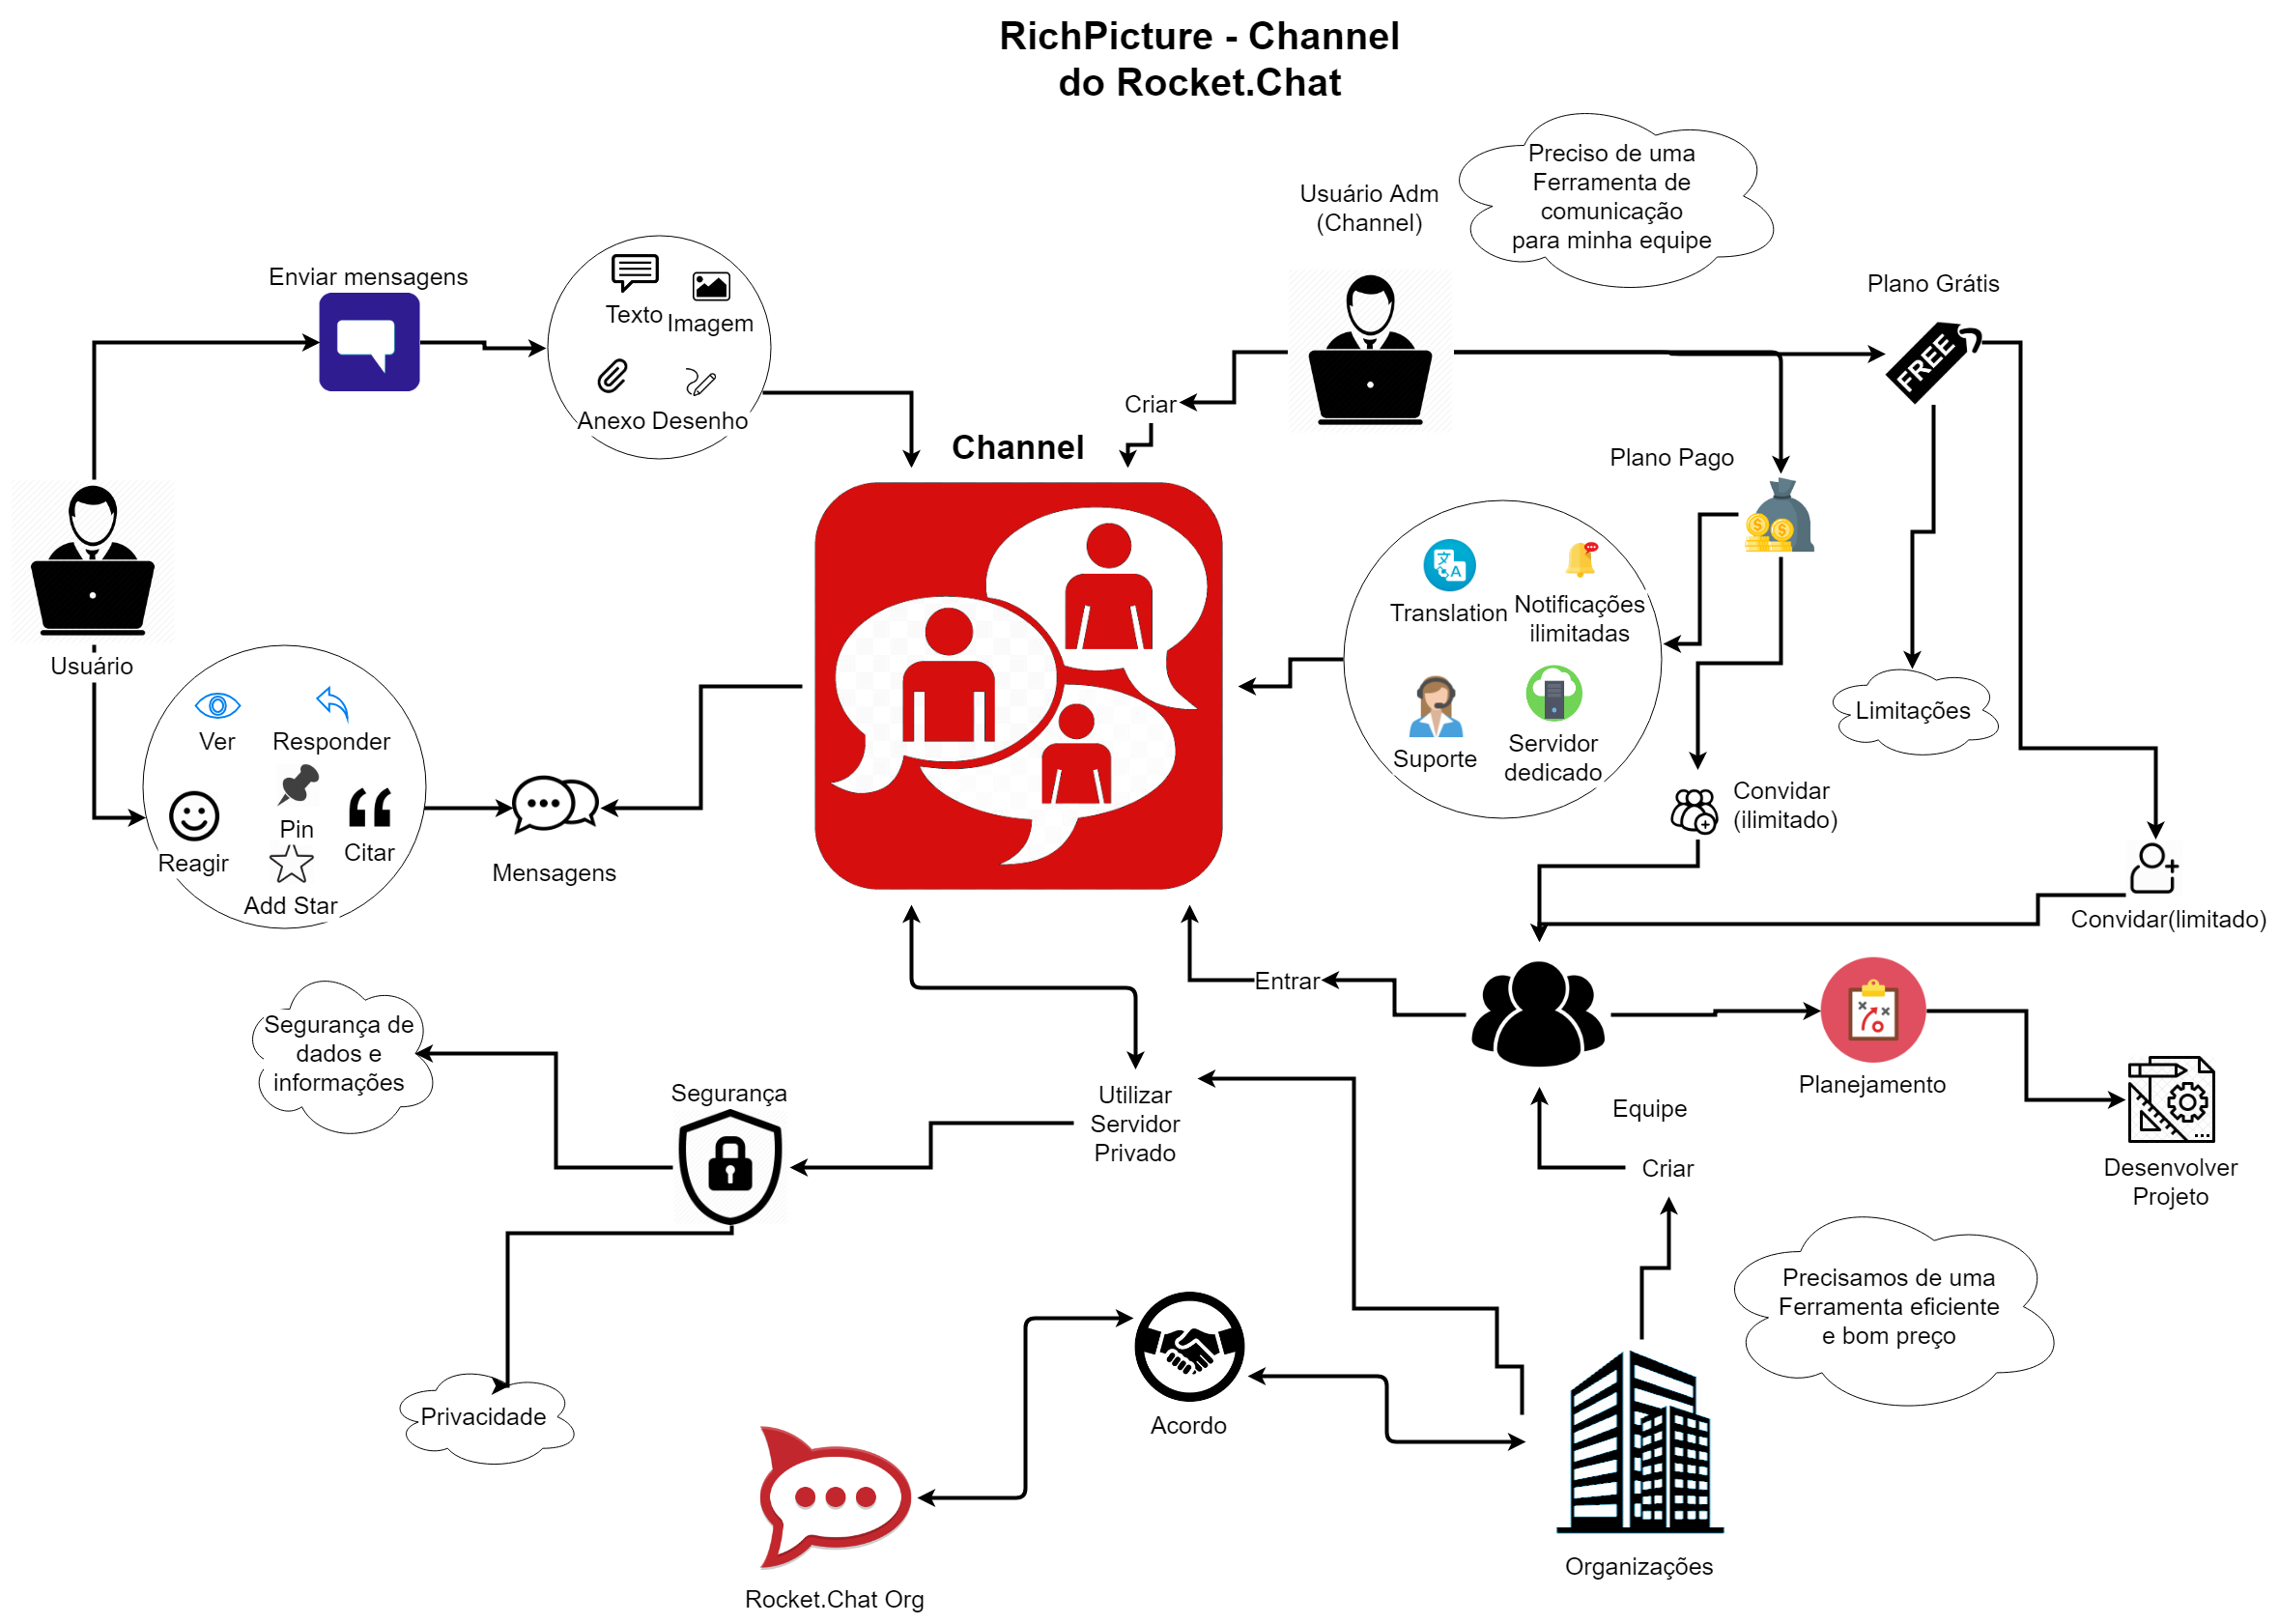 RichPicture - Channel
do Rocket.Chat
Preciso de uma
Ferramenta de
comunicação
para minha equipe
Usuário Adm
(Channel)
Enviar mensagens
Plano Grátis
Texto
Imagem
FREE
Anexo
Desenho
Criar
Channel
Plano Pago
Translation
Notificações
ilimitadas
Usuário
Ver
Responder
Limitações
Suporte
Servidor
dedicado
Pin
Reagir
Citar
Add Star
Mensagens
Convidar
(ilimitado)
Convidar(limitado)
Entrar
Segurança de
dados e
informações
Segurança
Utilizar
Servidor
Privado
Planejamento
Equipe
Criar
Desenvolver
Projeto
Precisamos de uma
Ferramenta eficiente
e bom preço
Privacidade
Acordo
Organizações
Rocket.Chat Org